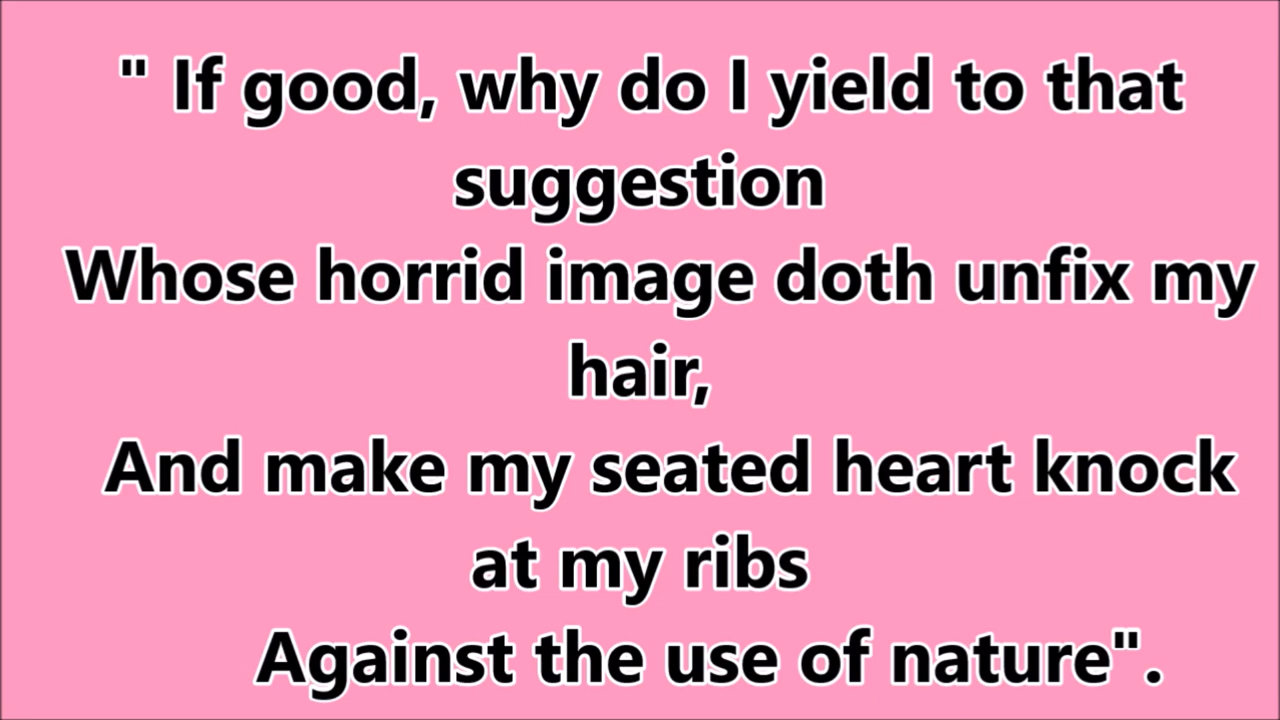 " If good, why do I yield to that
suggestion
Whose horrid image doth unfix my
hair,
And make my seated heart knock
at my ribs
Against the use of nature".